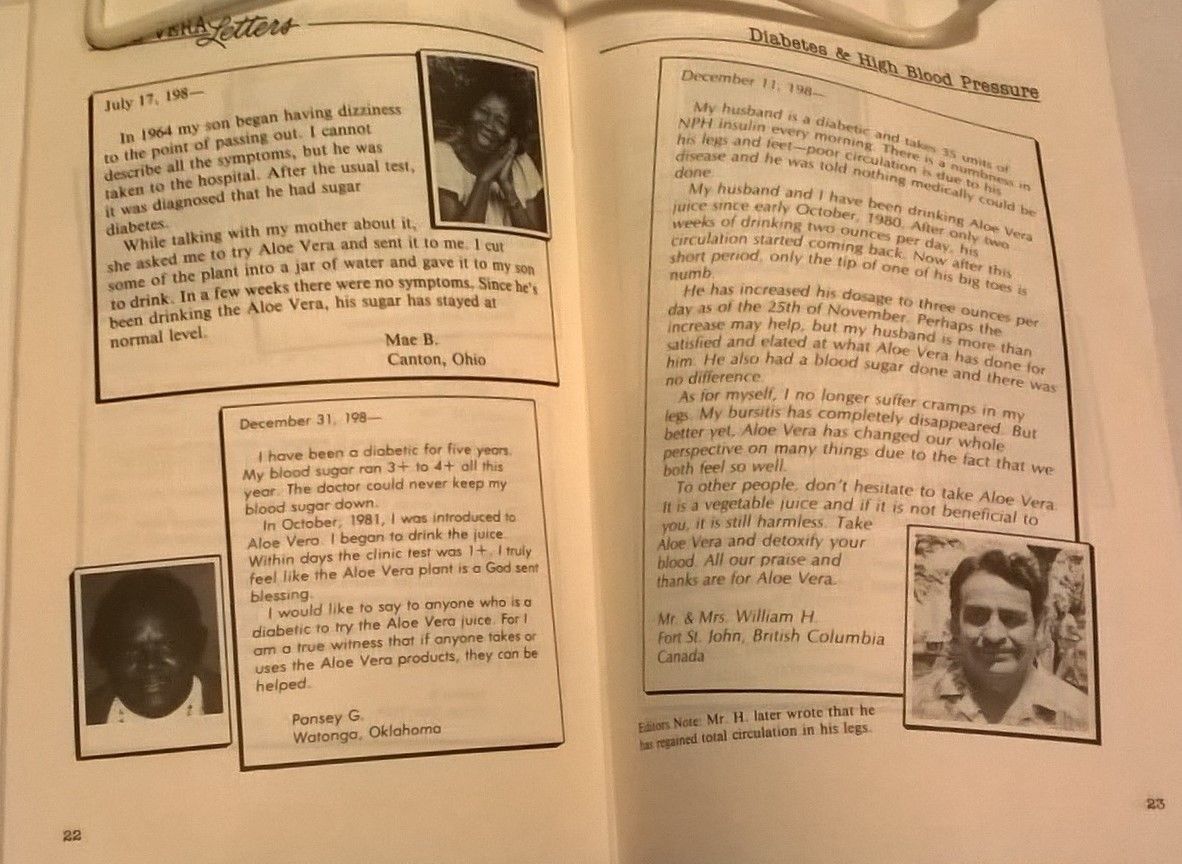 VERA Letters
July 17, 198—
In 1964 my son began having dizziness
to the point of passing out. I cannot
describe all the symptoms, but he was
taken to the hospital. After the usual test,
it was diagnosed that he had sugar
diabetes.
While talking with my mother about it,
she asked me to try Aloe Vera and sent it to me. I cut
some of the plant into a jar of water and gave it to my son
to drink. In a few weeks there were no symptoms. Since he's
been drinking the Aloe Vera, his sugar has stayed at
normal level.
Mae B.
Canton, Ohio
December 31, 198—
I have been a diabetic for five years.
My blood sugar ran 3+ to 4+ all this
year. The doctor could never keep my
blood sugar down.
In October, 1981, I was introduced to
Aloe Vera. I began to drink the juice.
Within days the clinic test was 1+. I truly
feel like the Aloe Vera plant is a God sent
blessing.
I would like to say to anyone who is a
diabetic to try the Aloe Vera juice. For I
am a true witness that if anyone takes or
uses the Aloe Vera products, they can be
helped.
Pansey G.
Watonga, Oklahoma
22
Diabetes & High Blood Pressure
December 11, 198—
My husband is a diabetic and takes 35 units of
NPH insulin every morning. There is a numbness in
his legs and feet—poor circulation is due to his
disease and he was told nothing medically could be
done.
My husband and I have been drinking Aloe Vera
juice since early October, 1980. After only two
weeks of drinking two ounces per day, his
circulation started coming back. Now after this
short period, only the tip of one of his big toes is
numb.
He has increased his dosage to three ounces per
day as of the 25th of November. Perhaps the
increase may help, but my husband is more than
satisfied and elated at what Aloe Vera has done for
him. He also had a blood sugar done and there was
no difference.
As for myself, I no longer suffer cramps in my
legs. My bursitis has completely disappeared. But
better yet, Aloe Vera has changed our whole
perspective on many things due to the fact that we
both feel so well.
To other people, don't hesitate to take Aloe Vera.
It is a vegetable juice and if it is not beneficial to
you, it is still harmless. Take
Aloe Vera and detoxify your
blood. All our praise and
thanks are for Aloe Vera.
Mr. & Mrs. William H.
Fort St. John, British Columbia
Canada
Editors Note: Mr. H. later wrote that he
has regained total circulation in his legs.
23